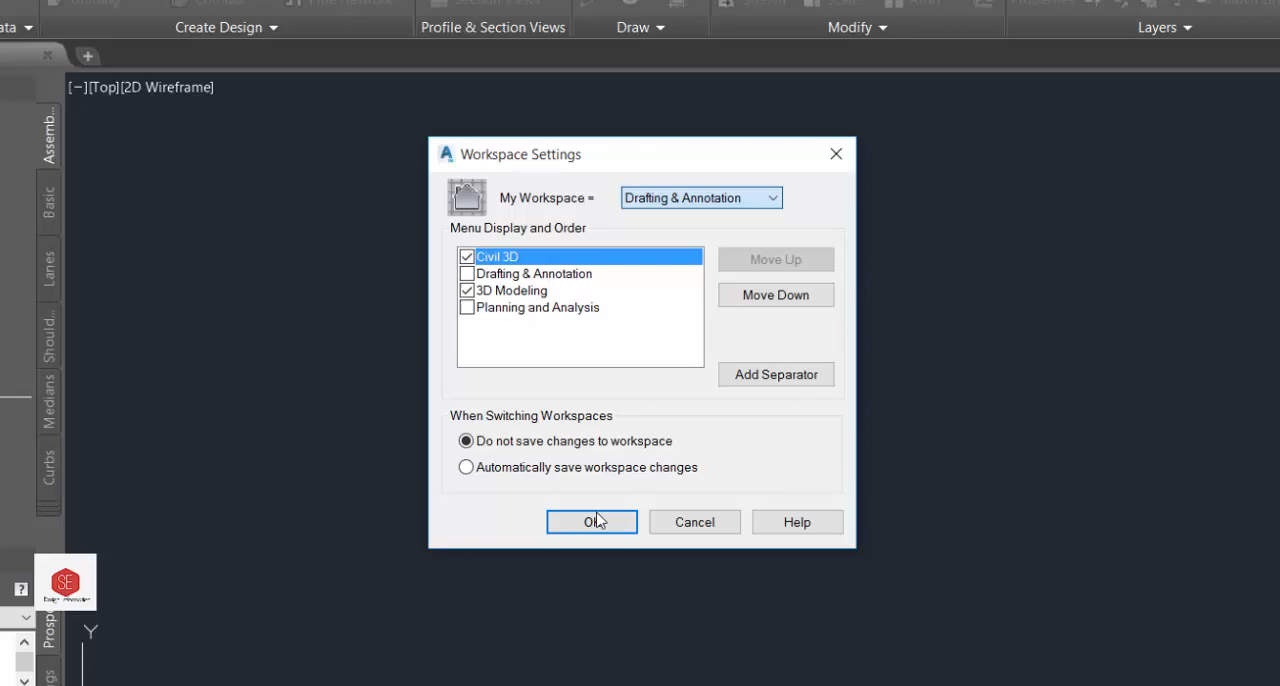 ata
Create Design
Profile & Section Views
Draw
Modify
Layers
[−][Top][2D Wireframe]
Assemb...
Basic
Lanes
Should...
Medians
Curbs
Workspace Settings
My Workspace =
Drafting & Annotation
Menu Display and Order
Civil 3D
Drafting & Annotation
3D Modeling
Planning and Analysis
Move Up
Move Down
Add Separator
When Switching Workspaces
Do not save changes to workspace
Automatically save workspace changes
Cancel
Help
SE
Prosp
gs
Y